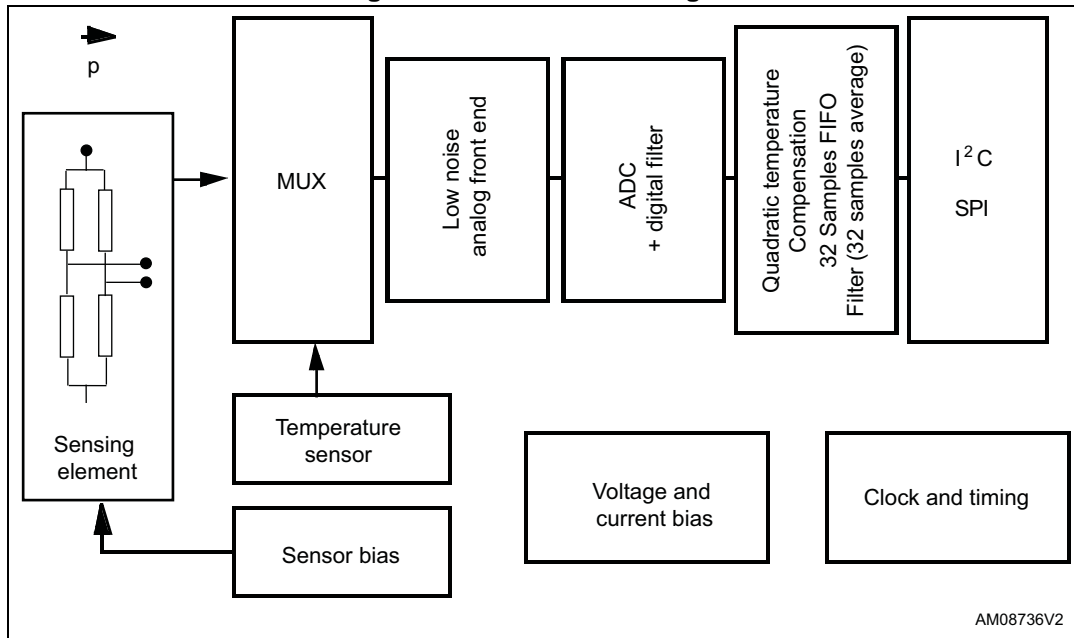 p
Sensing
element
MUX
Temperature
sensor
Sensor bias
Low noise
analog front end
ADC
+ digital filter
Quadratic temperature
Compensation
32 Samples FIFO
Filter (32 samples average)
I² C
SPI
Voltage and
current bias
Clock and timing
AM08736V2